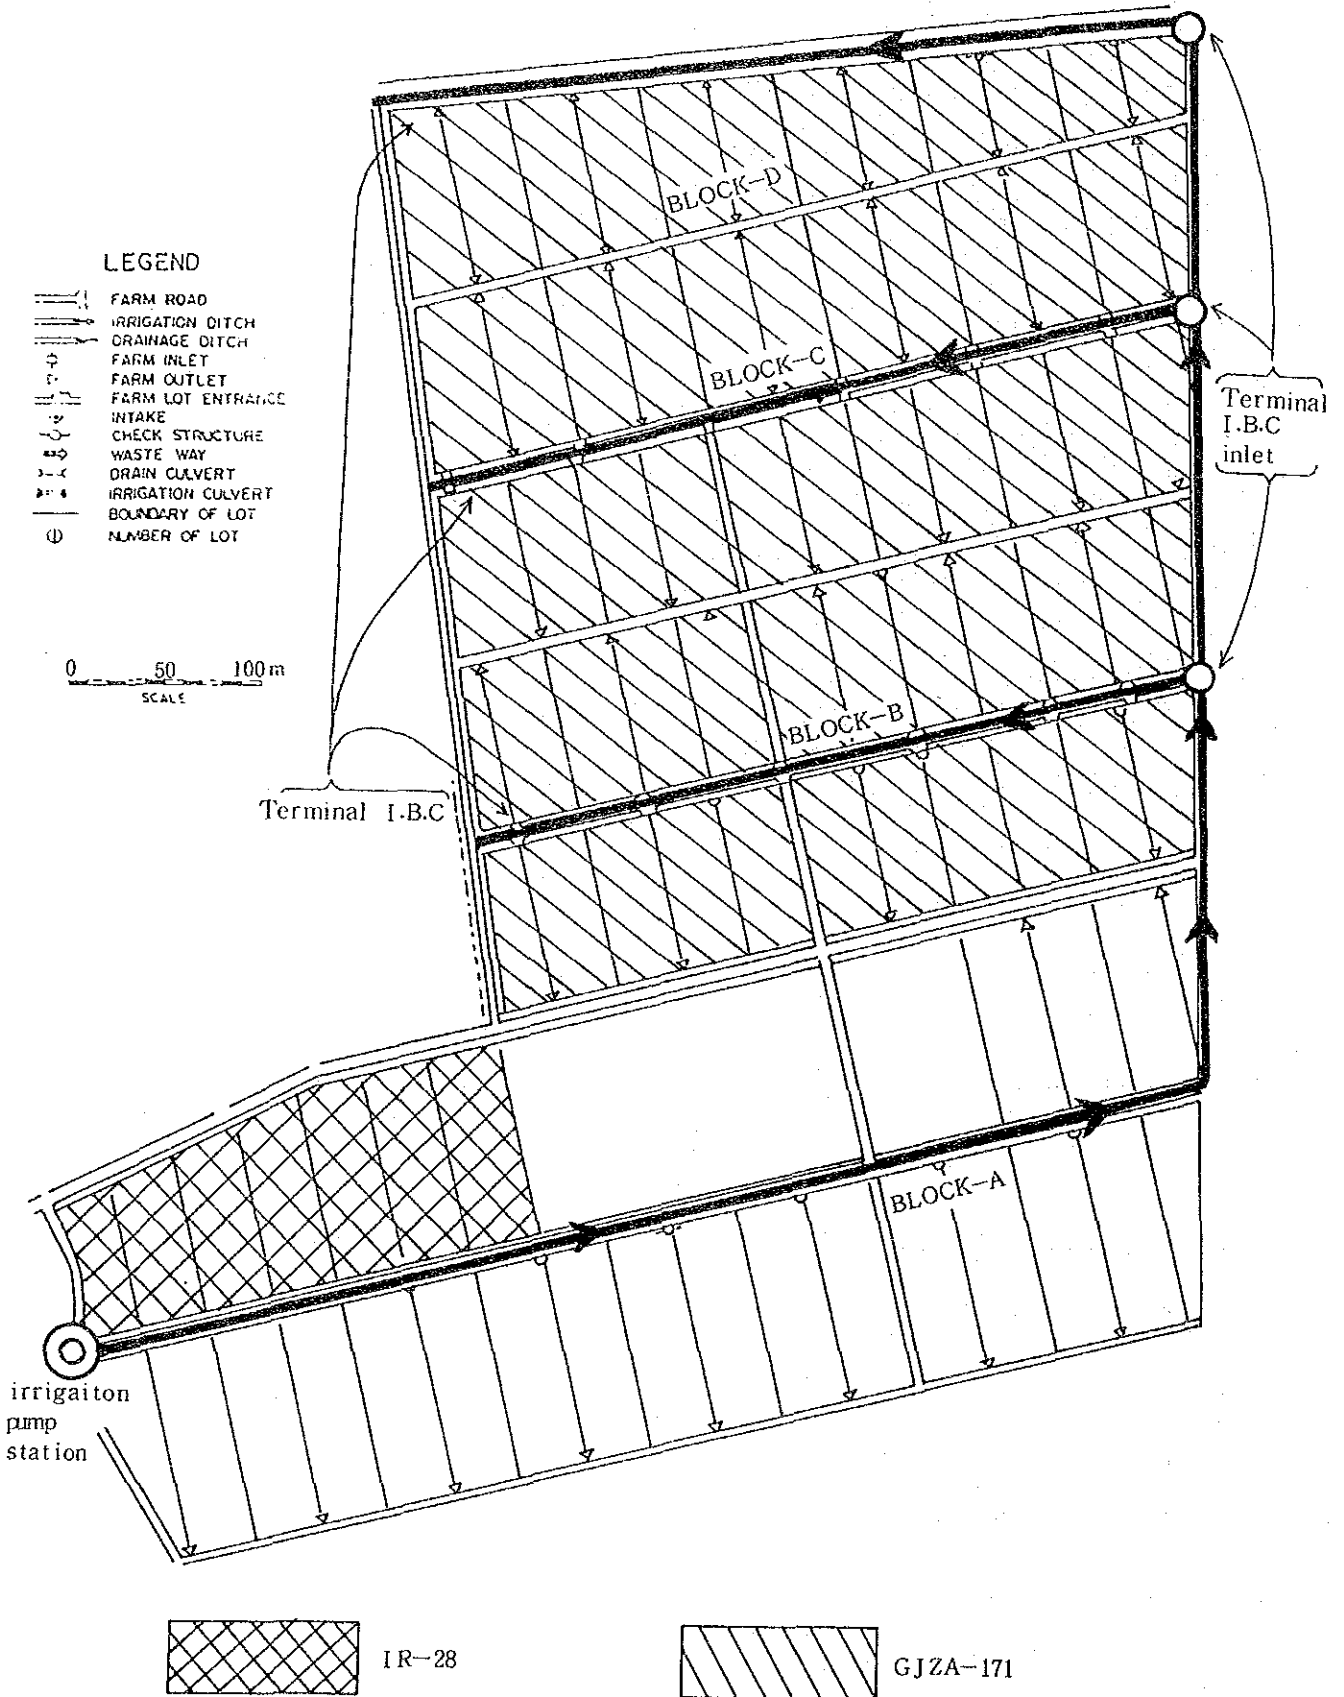 BLOCK-D
LEGEND
FARM ROAD
IRRIGATION DITCH
DRAINAGE DITCH
FARM INLET
FARM OUTLET
FARM LOT ENTRANCE
INTAKE
CHECK STRUCTURE
WASTE WAY
DRAIN CULVERT
IRRIGATION CULVERT
BOUNDARY OF LOT
NUMBER OF LOT
BLOCK-C
Terminal
I.B.C
inlet
0 50 100m
SCALE
BLOCK-B
Terminal I.B.C
BLOCK-A
irrigaiton
pump
station
IR-28
GJZA-171